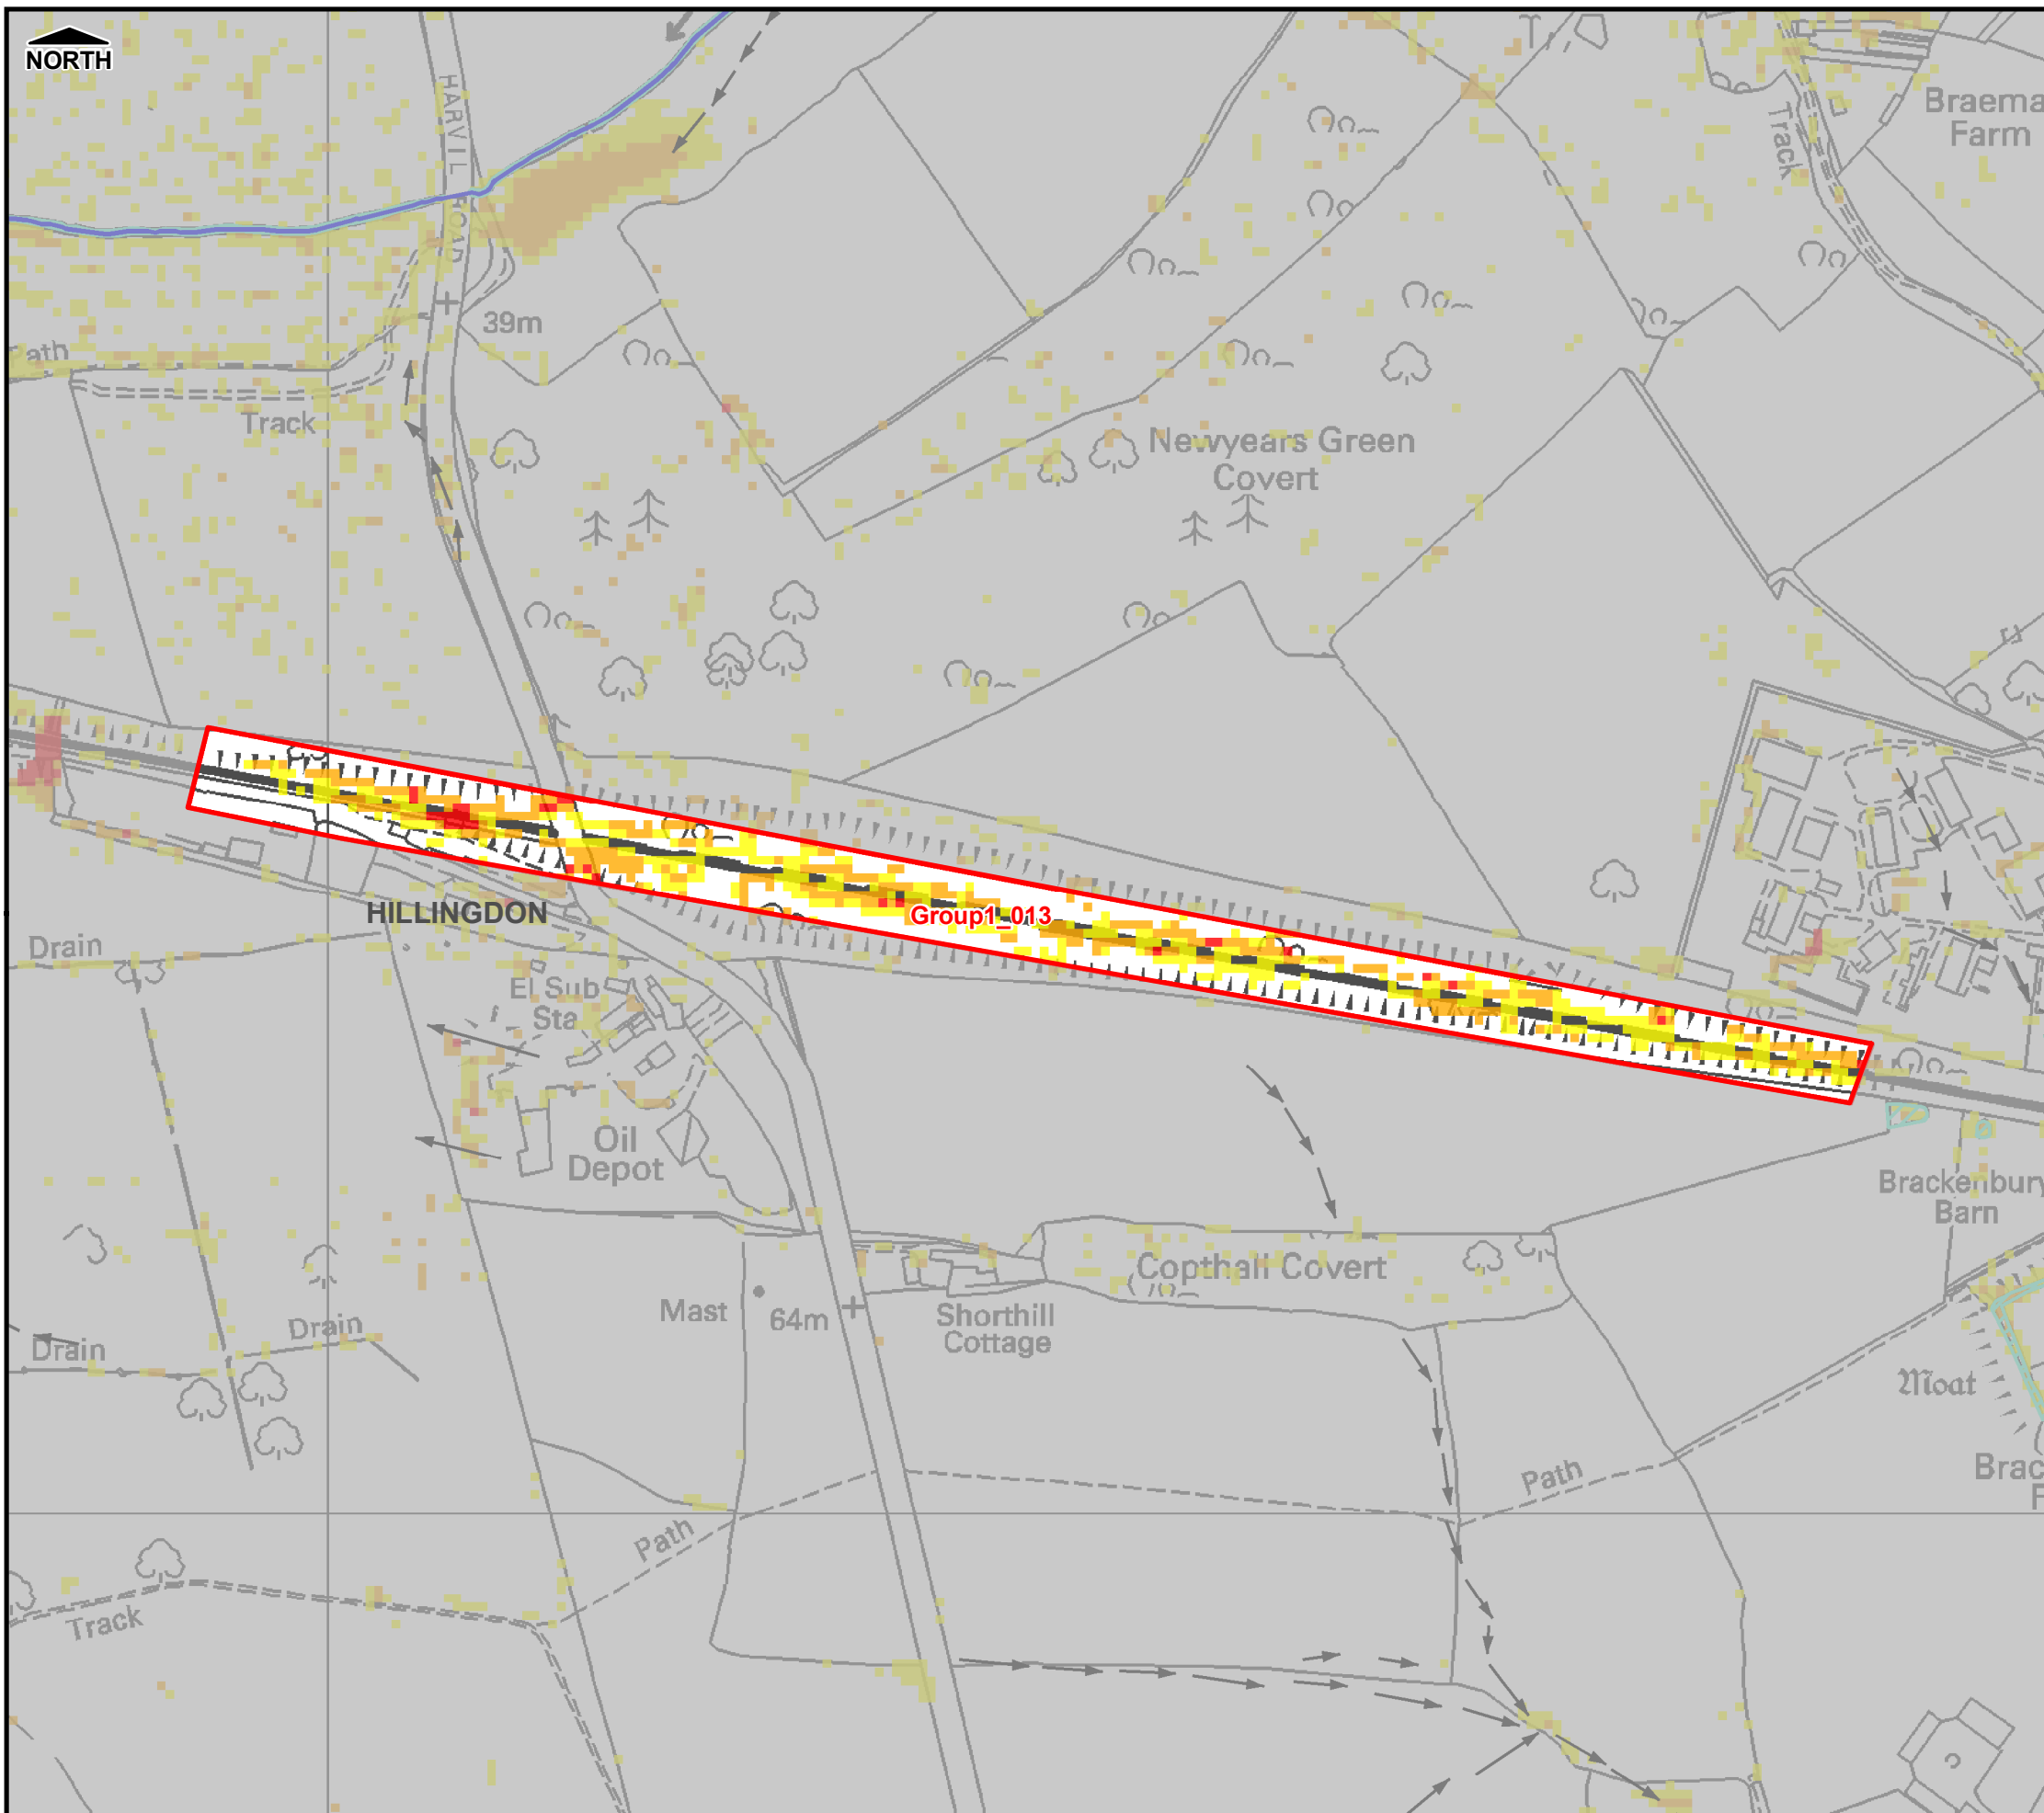 NORTH
HARVIL ROAD
Braema
Farm
Track
39m
Path
Track
Newyears Green
Covert
Group1_013
HILLINGDON
Drain
El Sub
Sta
Oil
Depot
Brackenbury
Barn
Copthall Covert
Mast
64m
Shorthill
Cottage
Drain
Drain
Moat
Brac
F
Path
Path
Track